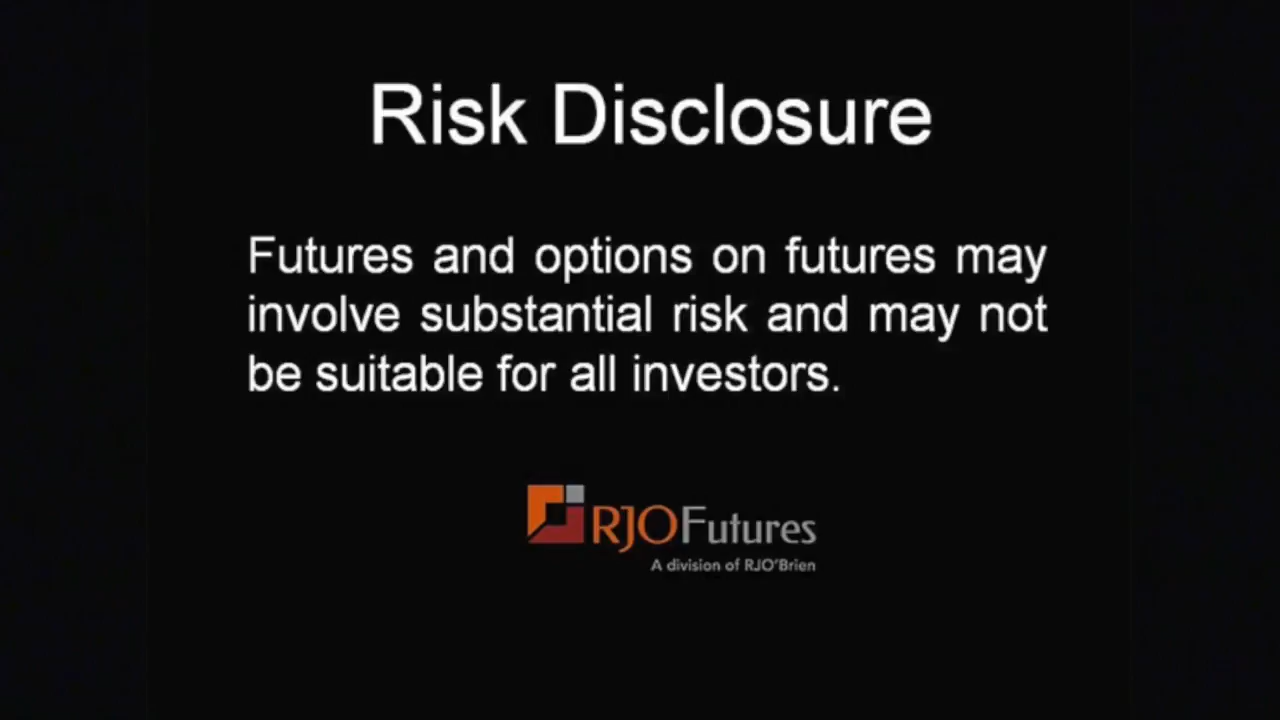 Risk Disclosure
Futures and options on futures may
involve substantial risk and may not
be suitable for all investors.
RJOFutures
A division of RJO'Brien